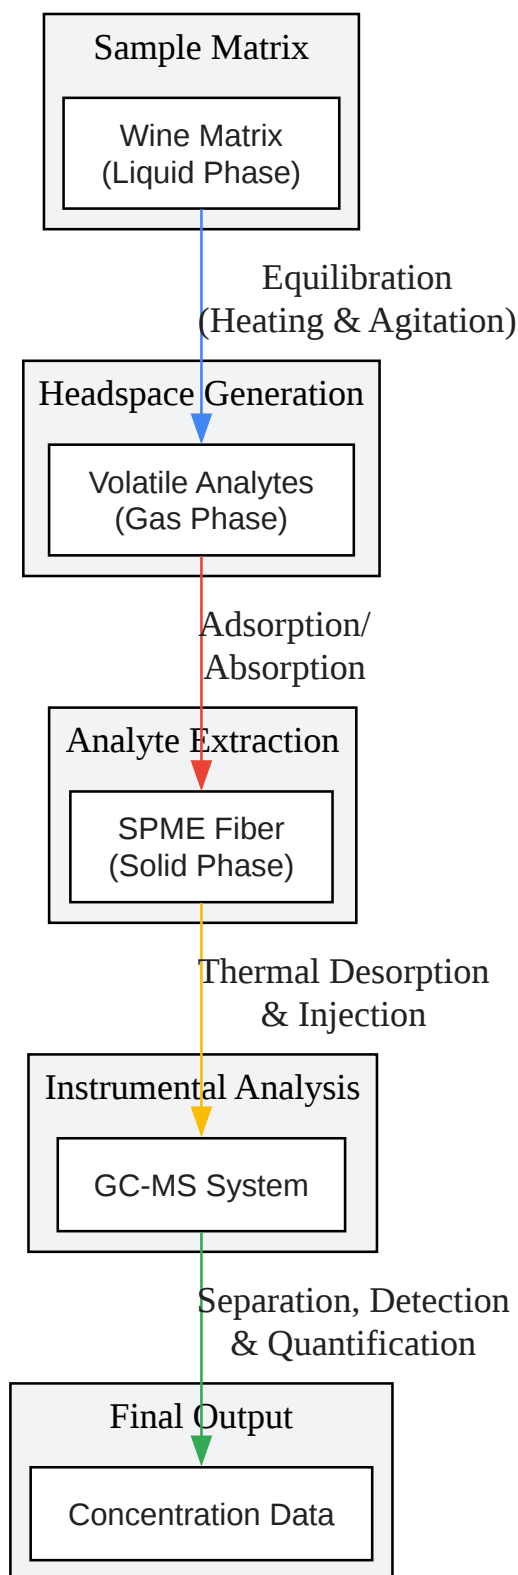 Sample Matrix
Wine Matrix
(Liquid Phase)
Equilibration
(Heating & Agitation)
Headspace Generation
Volatile Analytes
(Gas Phase)
Adsorption/
Absorption
Analyte Extraction
SPME Fiber
(Solid Phase)
Thermal Desorption
& Injection
Instrumental Analysis
GC-MS System
Separation, Detection
& Quantification
Final Output
Concentration Data